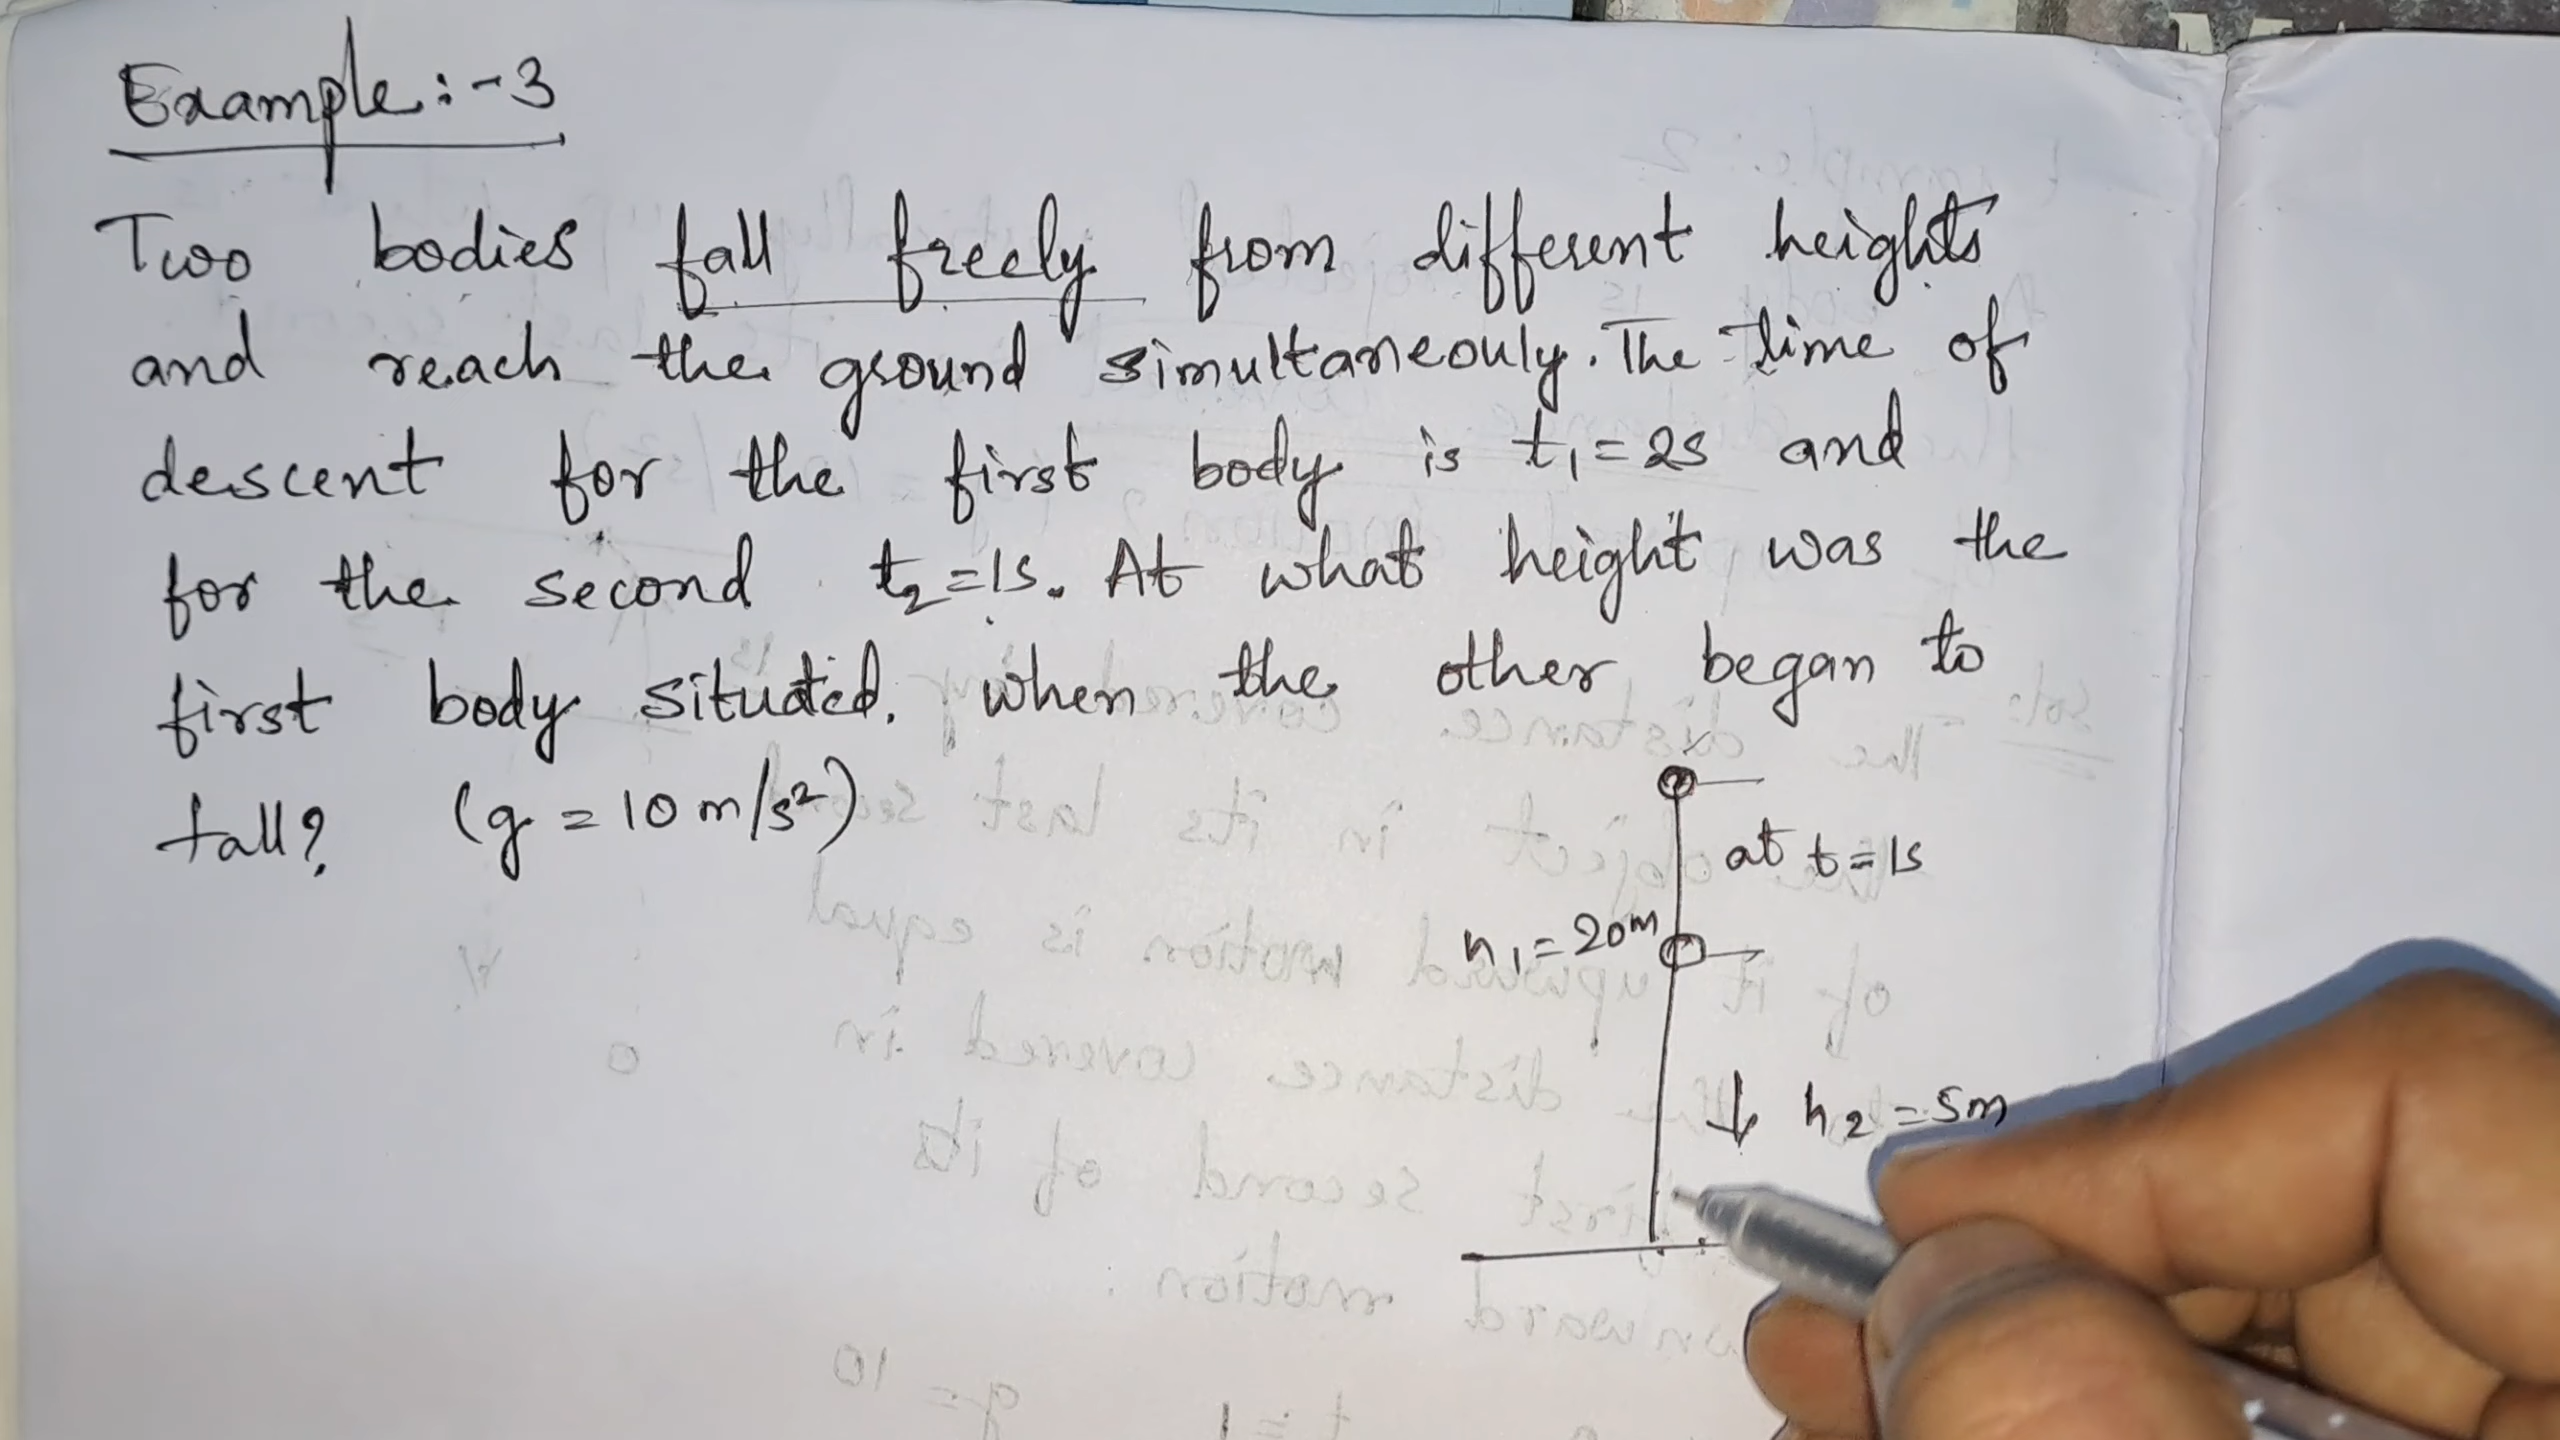 Example:-3
Two bodies fall freely from different heights
and reach the ground simultaneouly. The time of
descent for the first body is t₁=2s and
for the second t₂=1s. At what height was the
first body situated. when the other began to
fall? (g = 10 m/s²)
at t=1s
h₁=20m
h₂=5m